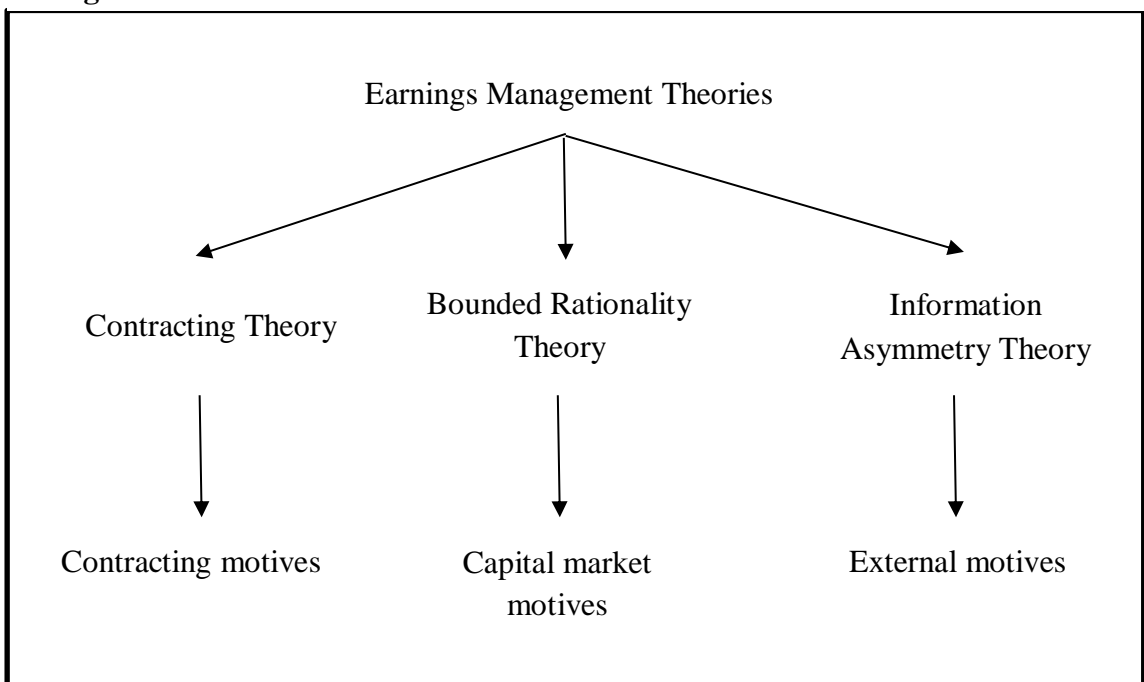 Earnings Management Theories
Contracting Theory
Bounded Rationality
Theory
Information
Asymmetry Theory
Contracting motives
Capital market
motives
External motives